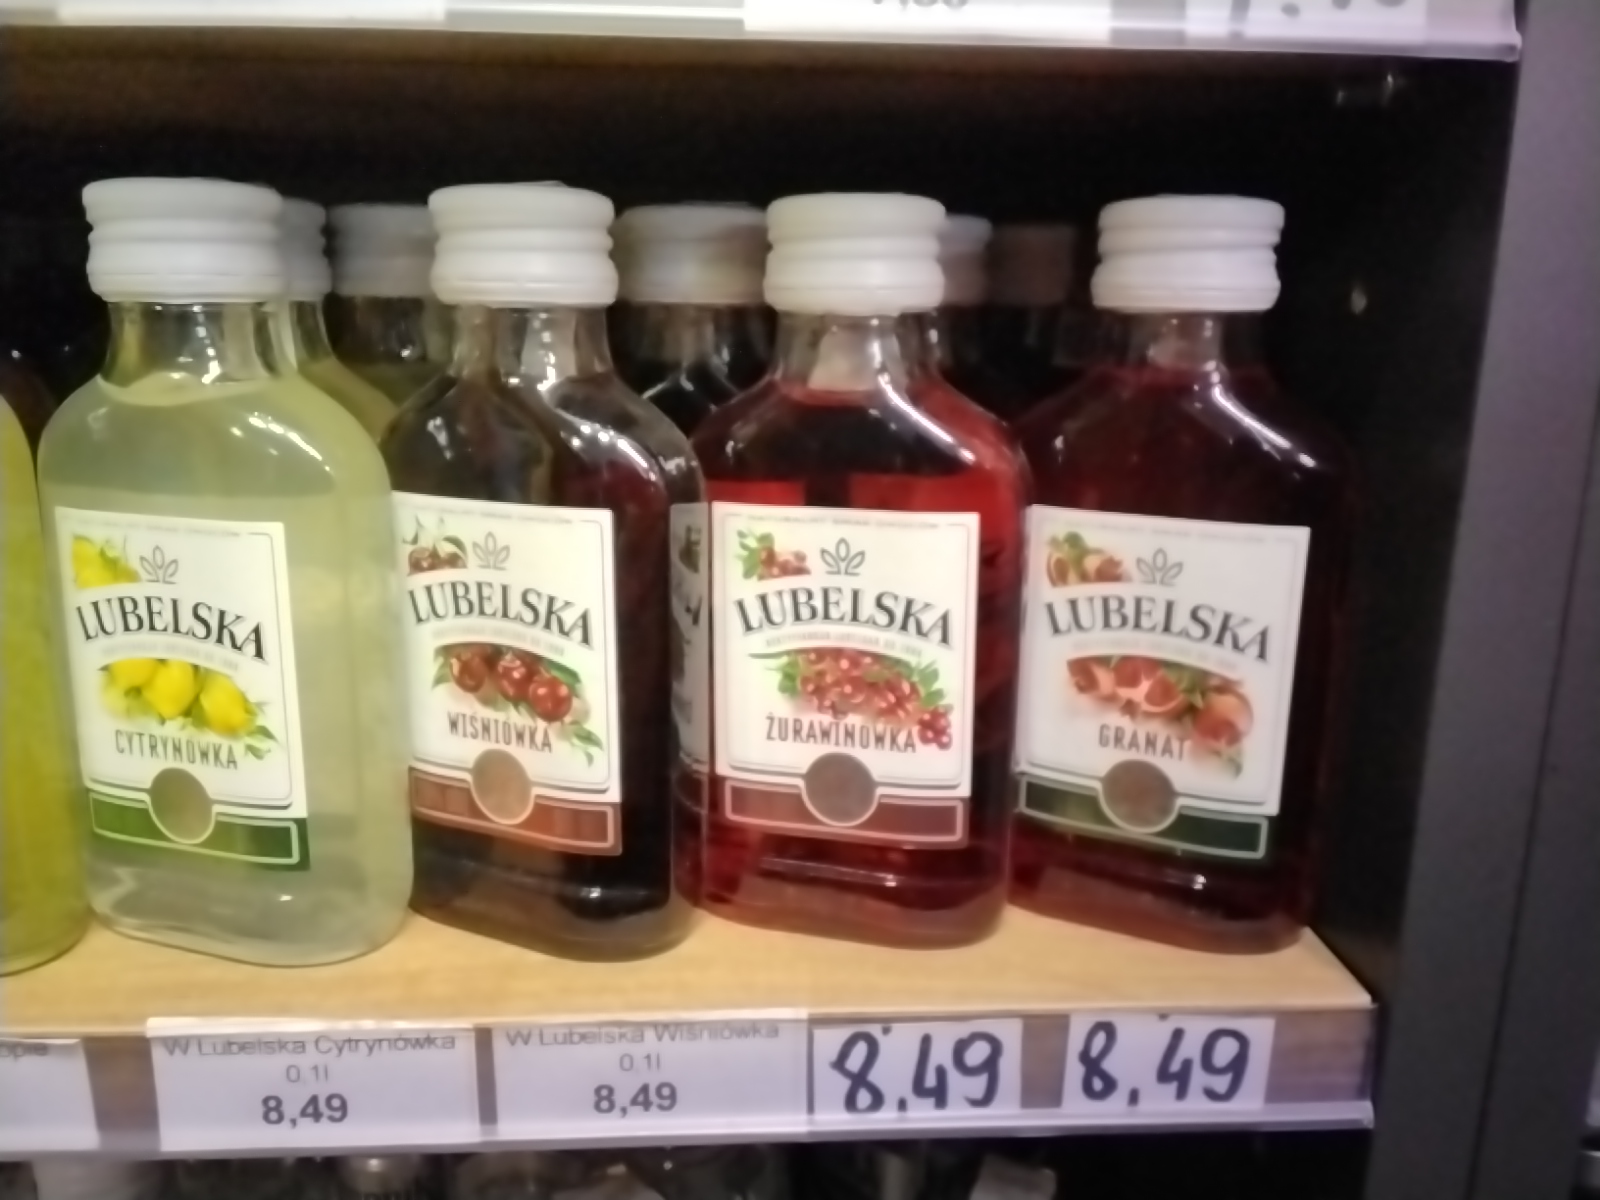 LUBELSKA
CYTRYNÓWKA
LUBELSKA
WIŚNIÓWKA
LUBELSKA
ŻURAWINÓWKA
LUBELSKA
GRANAT
W Lubelska Cytrynówka
0.1l
8,49
W Lubelska Wiśniówka
0.1l
8,49
8.49
8.49